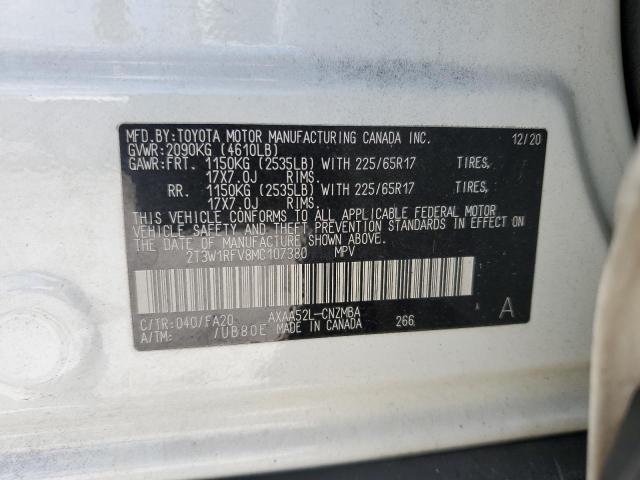 MFD.BY:TOYOTA MOTOR MANUFACTURING CANADA INC. 12/20
GVWR:2090KG (4610LB)
GAWR:FRT. 1150KG (2535LB) WITH 225/65R17 TIRES,
17X7.0J RIMS.
RR. 1150KG (2535LB) WITH 225/65R17 TIRES,
17X7.0J RIMS.
THIS VEHICLE CONFORMS TO ALL APPLICABLE FEDERAL MOTOR
VEHICLE SAFETY AND THEFT PREVENTION STANDARDS IN EFFECT
ON THE DATE OF MANUFACTURE SHOWN ABOVE.
2T3W1RFV8MC107380 MPV
C/TR:040/FA20 AXAA52L-CNZMBA A
A/TM: /UB80E MADE IN CANADA 266